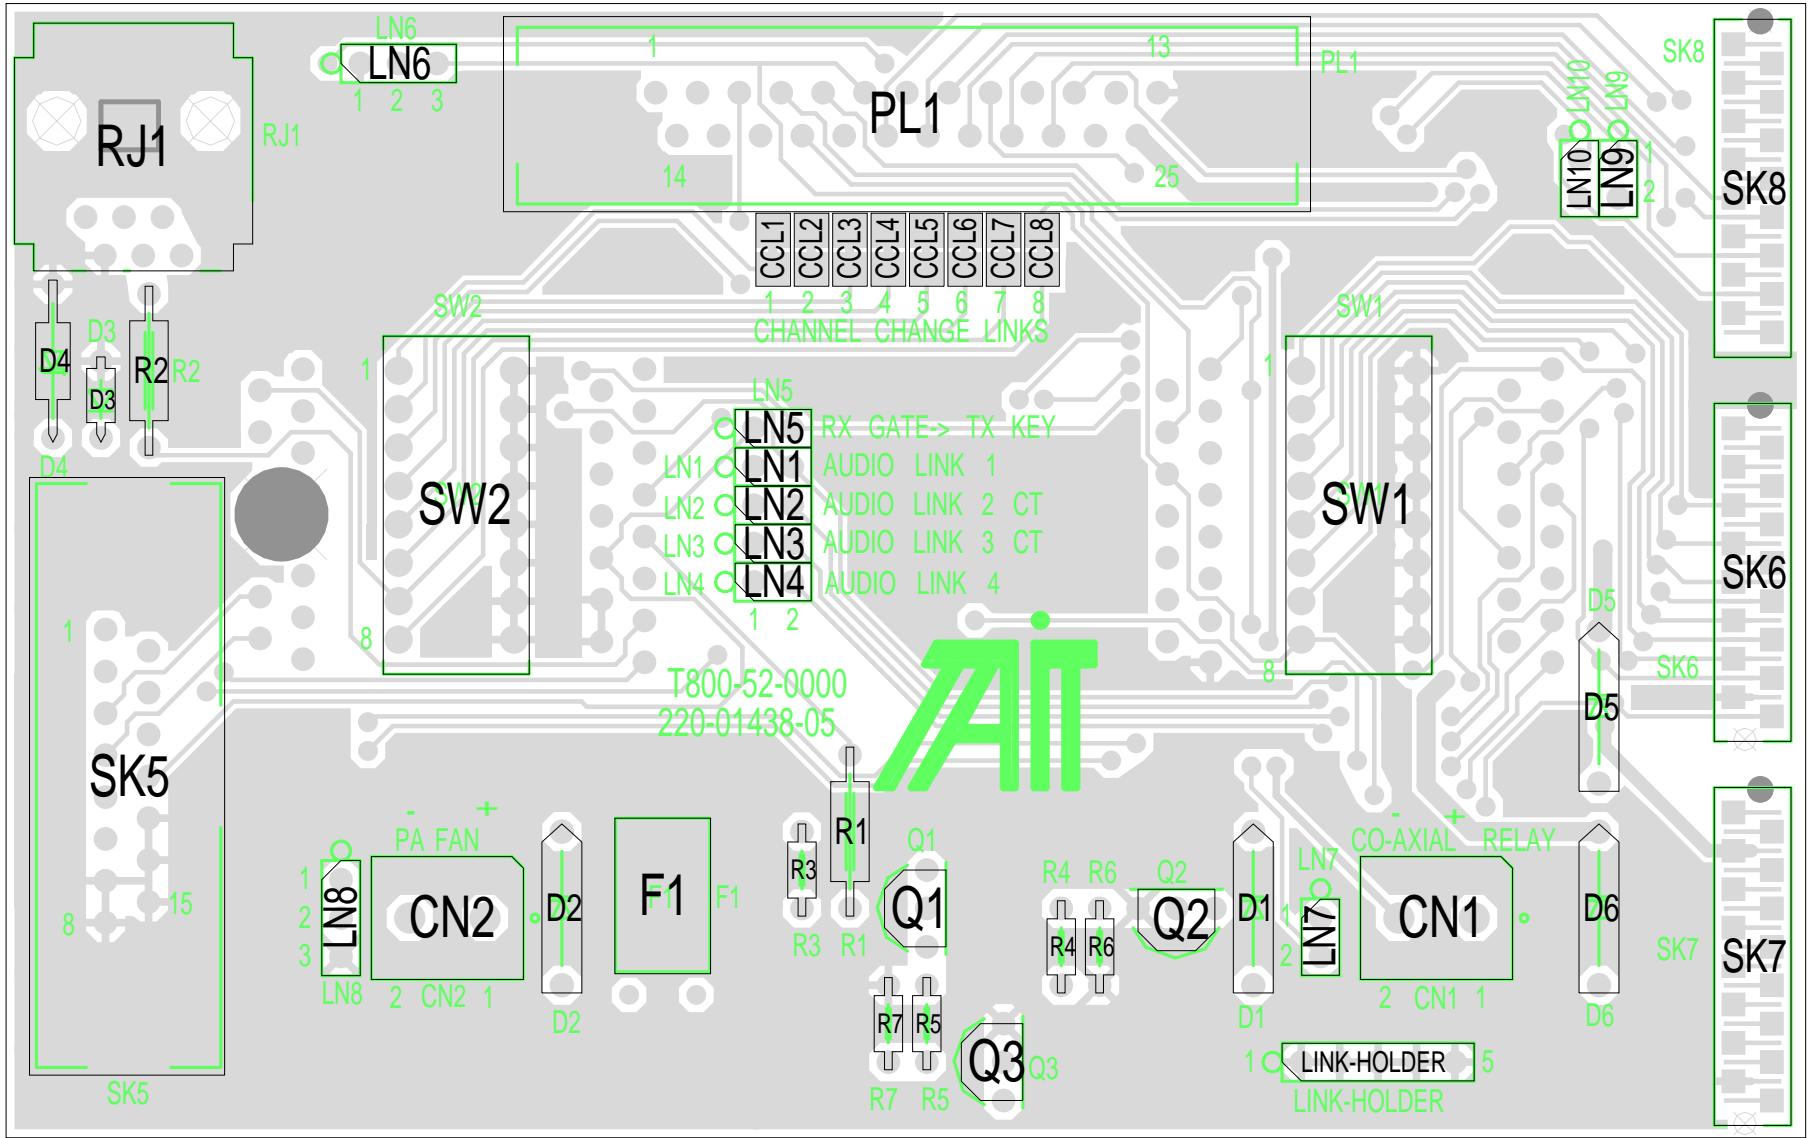 LN6
LN6
1 2 3
RJ1
RJ1
1 13
PL1
PL1
14 25
LN10 LN9
LN10 LN9
1
2
SK8
SK8
CCL1 CCL2 CCL3 CCL4 CCL5 CCL6 CCL7 CCL8
1 2 3 4 5 6 7 8
CHANNEL CHANGE LINKS
D4
D4
D3
D3
R2
R2
SW2
1
SW2
8
SW1
1
SW1
8
LN5
LN5 RX GATE-> TX KEY
LN1 LN1 AUDIO LINK 1
LN2 LN2 AUDIO LINK 2 CT
LN3 LN3 AUDIO LINK 3 CT
LN4 LN4 AUDIO LINK 4
1 2
TAIT
T800-52-0000
220-01438-05
SK6
SK6
D5
D5
1
SK5
8 15
SK5
- +
PA FAN
1
2
3
LN8
LN8
CN2
2 CN2 1
D2
D2
F1
F1
R3
R3
R1
R1
Q1
Q1
R7
R7
R5
R5
Q3
Q3
R4
R4
R6
R6
Q2
Q2
D1
D1
LN7
1
2
LN7
- +
CO-AXIAL RELAY
CN1
2 CN1 1
D6
D6
SK7
SK7
1 LINK-HOLDER 5
LINK-HOLDER